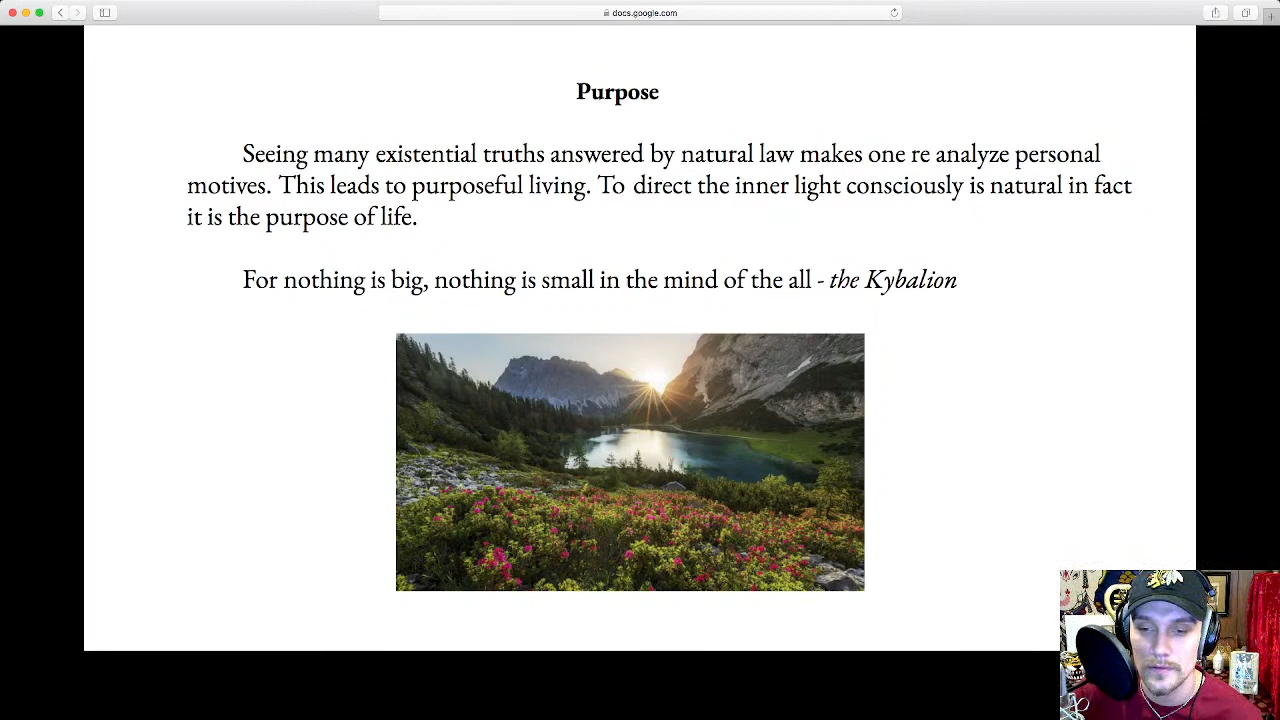 docs.google.com
Purpose
Seeing many existential truths answered by natural law makes one re analyze personal
motives. This leads to purposeful living. To direct the inner light consciously is natural in fact
it is the purpose of life.
For nothing is big, nothing is small in the mind of the all - the Kybalion